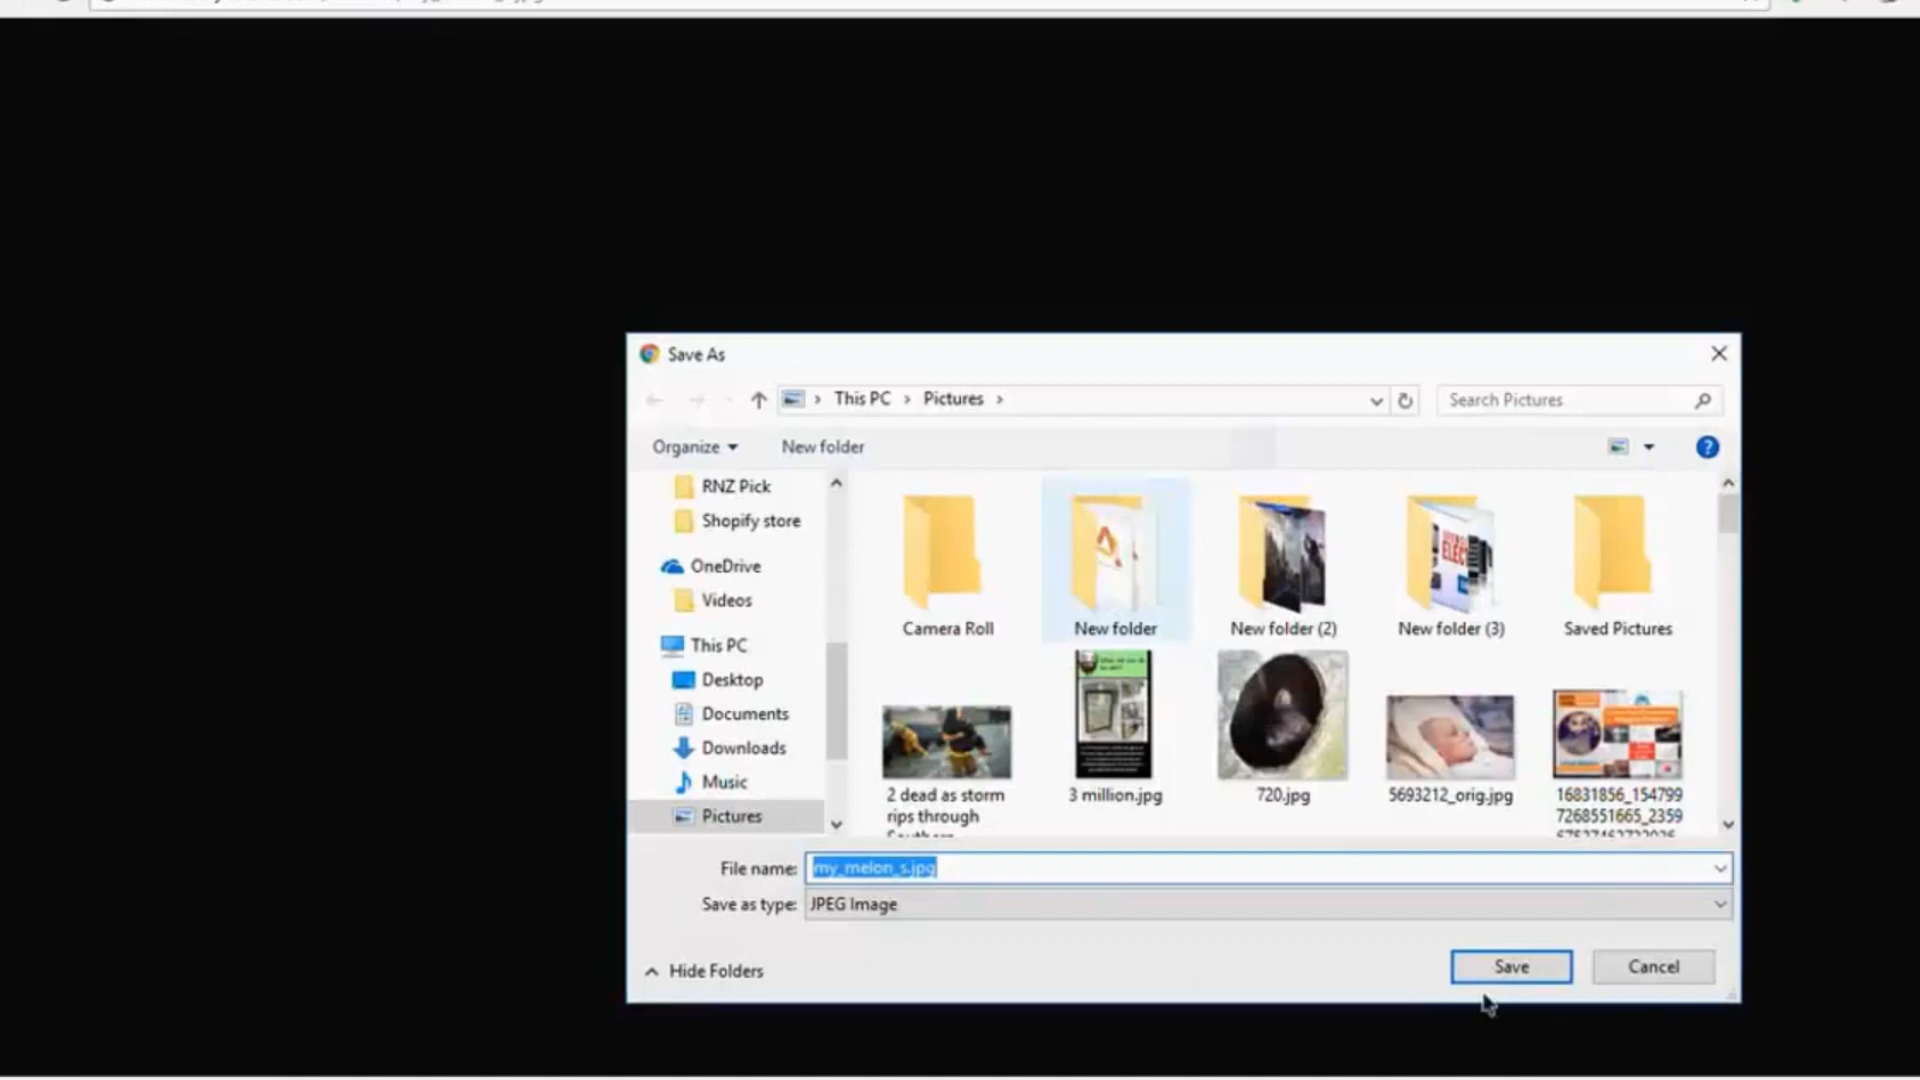 Save As
This PC > Pictures >
Search Pictures
Organize
New folder
RNZ Pick
Shopify store
OneDrive
Videos
This PC
Desktop
Documents
Downloads
Music
Pictures
Camera Roll
New folder
New folder (2)
New folder (3)
Saved Pictures
2 dead as storm
rips through
Southern
3 million.jpg
720.jpg
5693212_orig.jpg
16831856_154799
7268551665_2359
File name: my_melon_s.jpg
Save as type: JPEG Image
Hide Folders
Save
Cancel